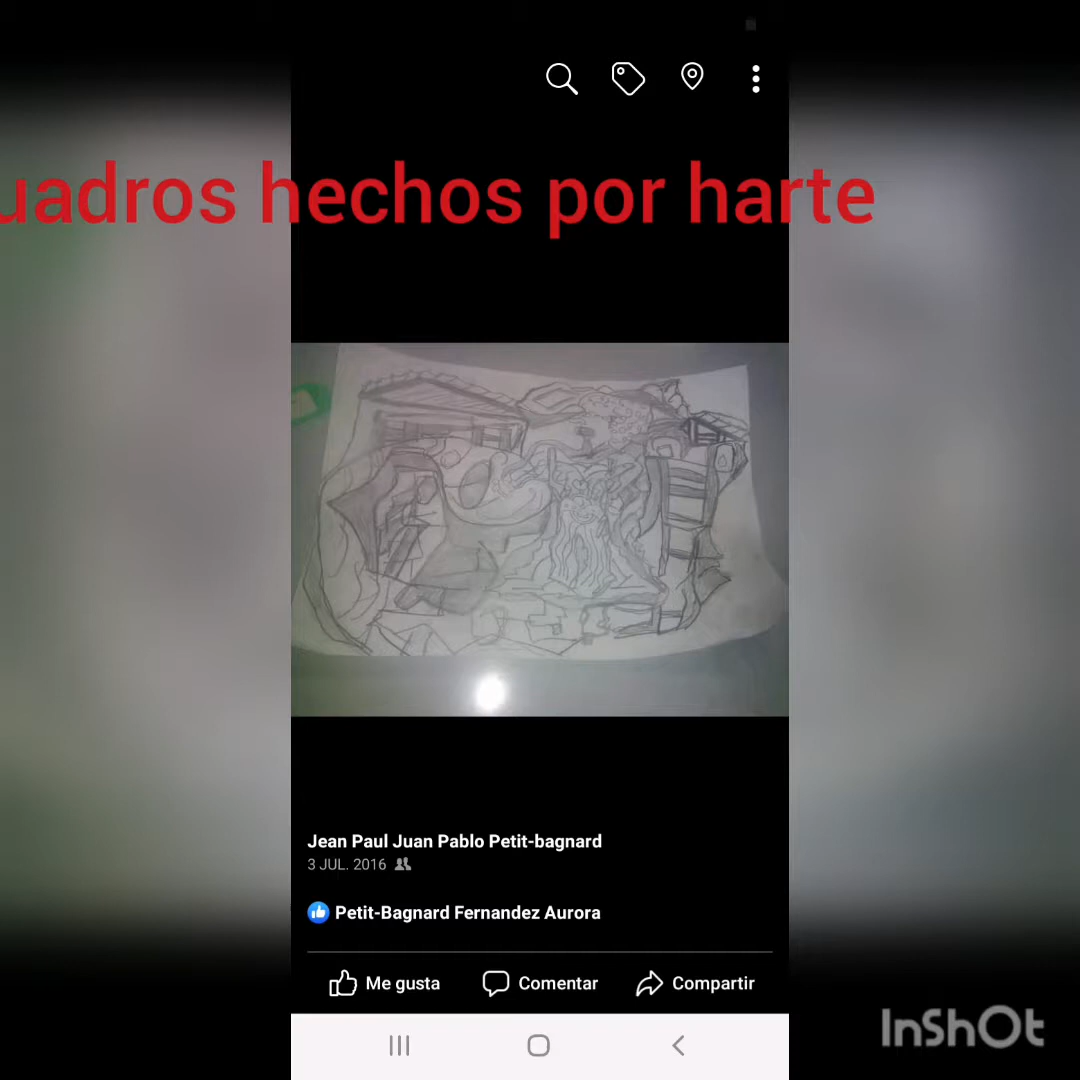 uadros hechos por harte
Jean Paul Juan Pablo Petit-bagnard
3 JUL. 2016
Petit-Bagnard Fernandez Aurora
Me gusta
Comentar
Compartir
InShOt